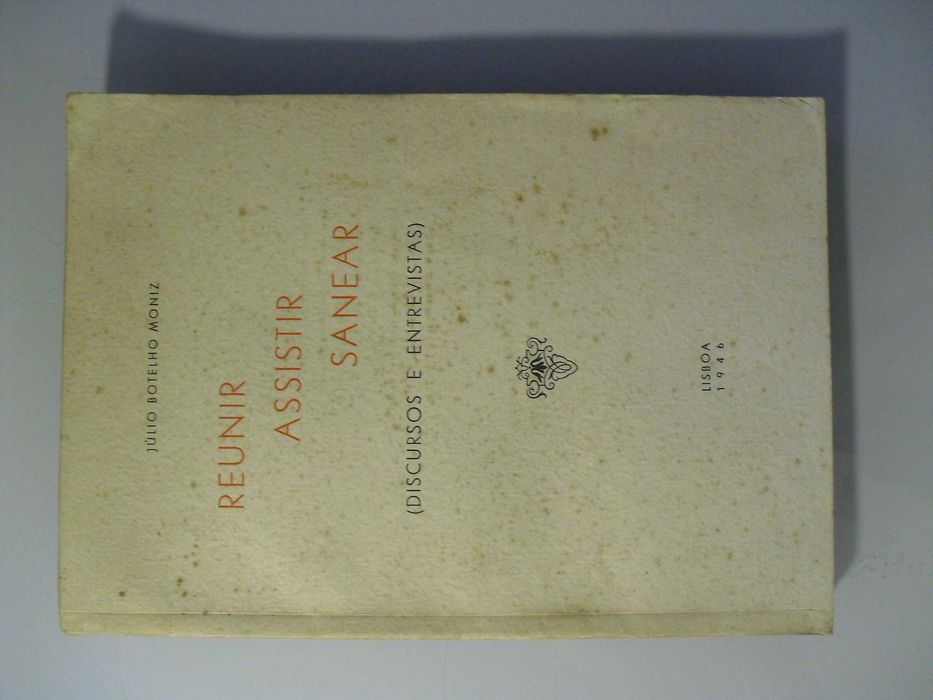 JÚLIO BOTELHO MONIZ
REUNIR
ASSISTIR
SANEAR
(DISCURSOS E ENTREVISTAS)
LISBOA
1946